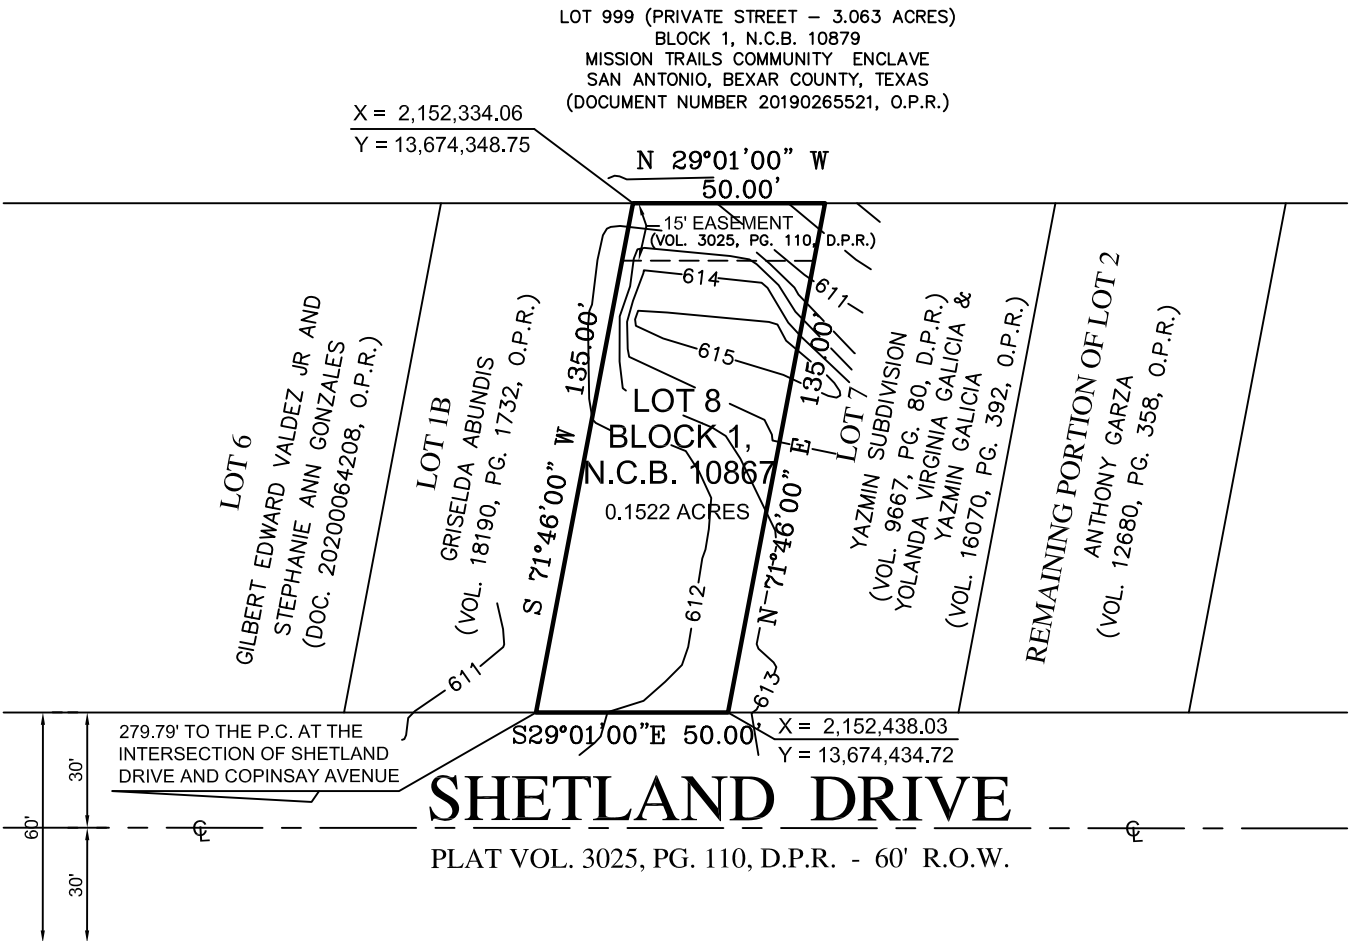 LOT 999 (PRIVATE STREET – 3.063 ACRES)
BLOCK 1, N.C.B. 10879
MISSION TRAILS COMMUNITY ENCLAVE
SAN ANTONIO, BEXAR COUNTY, TEXAS
(DOCUMENT NUMBER 20190265521, O.P.R.)
X = 2,152,334.06
Y = 13,674,348.75
N 29°01'00" W
50.00'
15' EASEMENT
(VOL. 3025, PG. 110, D.P.R.)
614
611
615
135.00'
S 71°46'00" W
135.00'
N 71°46'00" E
LOT 8
BLOCK 1,
N.C.B. 10867
0.1522 ACRES
612
613
611
LOT 6
GILBERT EDWARD VALDEZ JR AND
STEPHANIE ANN GONZALES
(DOC. 20200064208, O.P.R.)
LOT 1B
GRISELDA ABUNDIS
(VOL. 18190, PG. 1732, O.P.R.)
LOT 7
YAZMIN SUBDIVISION
(VOL. 9667, PG. 80, D.P.R.)
YOLANDA VIRGINIA GALICIA &
YAZMIN GALICIA
(VOL. 16070, PG. 392, O.P.R.)
REMAINING PORTION OF LOT 2
ANTHONY GARZA
(VOL. 12680, PG. 358, O.P.R.)
279.79' TO THE P.C. AT THE
INTERSECTION OF SHETLAND
DRIVE AND COPINSAY AVENUE
S29°01'00"E 50.00'
X = 2,152,438.03
Y = 13,674,434.72
SHETLAND DRIVE
PLAT VOL. 3025, PG. 110, D.P.R. - 60' R.O.W.
30'
60'
30'
℄
℄